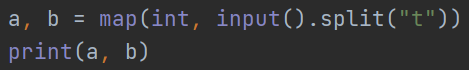 a, b = map(int, input().split("t"))
print(a, b)